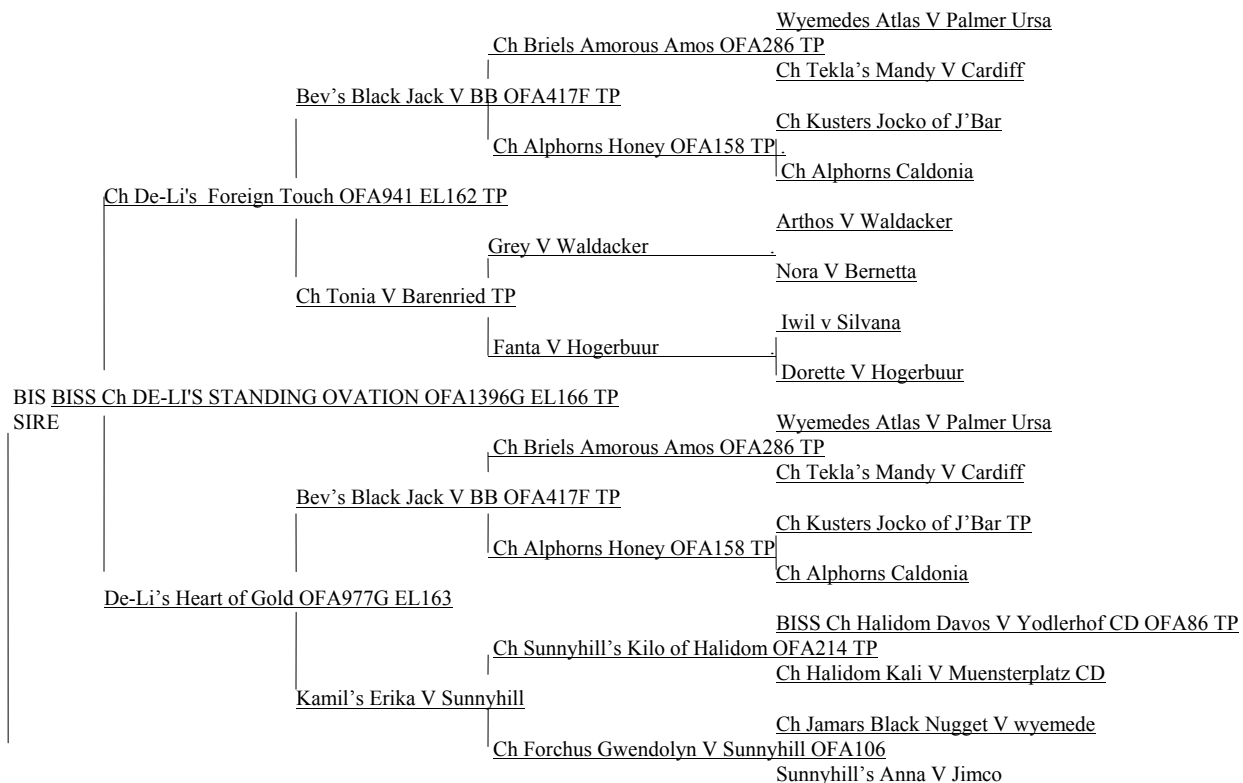 Wyemedes Atlas V Palmer Ursa
Ch Briels Amorous Amos OFA286 TP
Ch Tekla's Mandy V Cardiff
Bev's Black Jack V BB OFA417F TP
Ch Kusters Jocko of J'Bar
Ch Alphorns Honey OFA158 TP .
Ch Alphorns Caldonia
Ch De-Li's Foreign Touch OFA941 EL162 TP
Arthos V Waldacker
Grey V Waldacker .
Nora V Bernetta
Ch Tonia V Barenried TP
Iwil v Silvana
Fanta V Hogerbuur .
Dorette V Hogerbuur
BIS BISS Ch DE-LI'S STANDING OVATION OFA1396G EL166 TP
SIRE
Wyemedes Atlas V Palmer Ursa
Ch Briels Amorous Amos OFA286 TP
Ch Tekla's Mandy V Cardiff
Bev's Black Jack V BB OFA417F TP
Ch Kusters Jocko of J'Bar TP
Ch Alphorns Honey OFA158 TP
Ch Alphorns Caldonia
De-Li's Heart of Gold OFA977G EL163
BISS Ch Halidom Davos V Yodlerhof CD OFA86 TP
Ch Sunnyhill's Kilo of Halidom OFA214 TP
Ch Halidom Kali V Muensterplatz CD
Kamil's Erika V Sunnyhill
Ch Jamars Black Nugget V wyemede
Ch Forchus Gwendolyn V Sunnyhill OFA106
Sunnyhill's Anna V Jimco